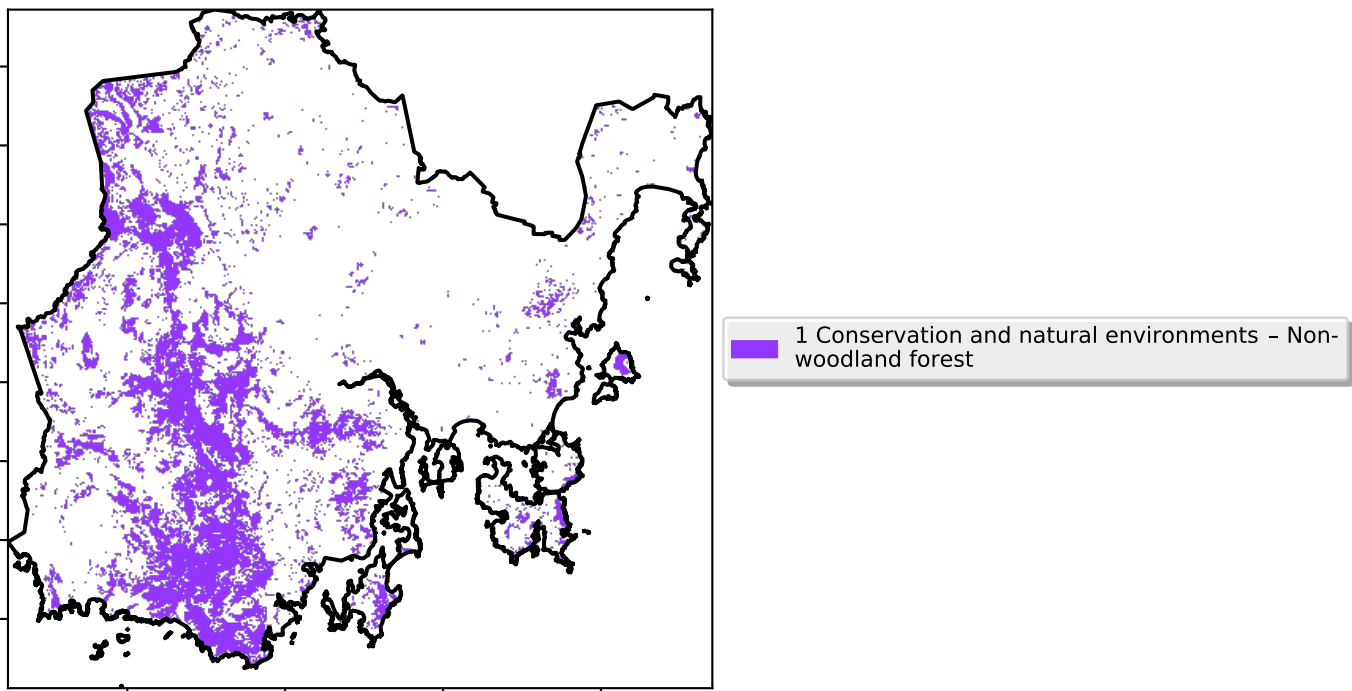 1 Conservation and natural environments – Non-
woodland forest